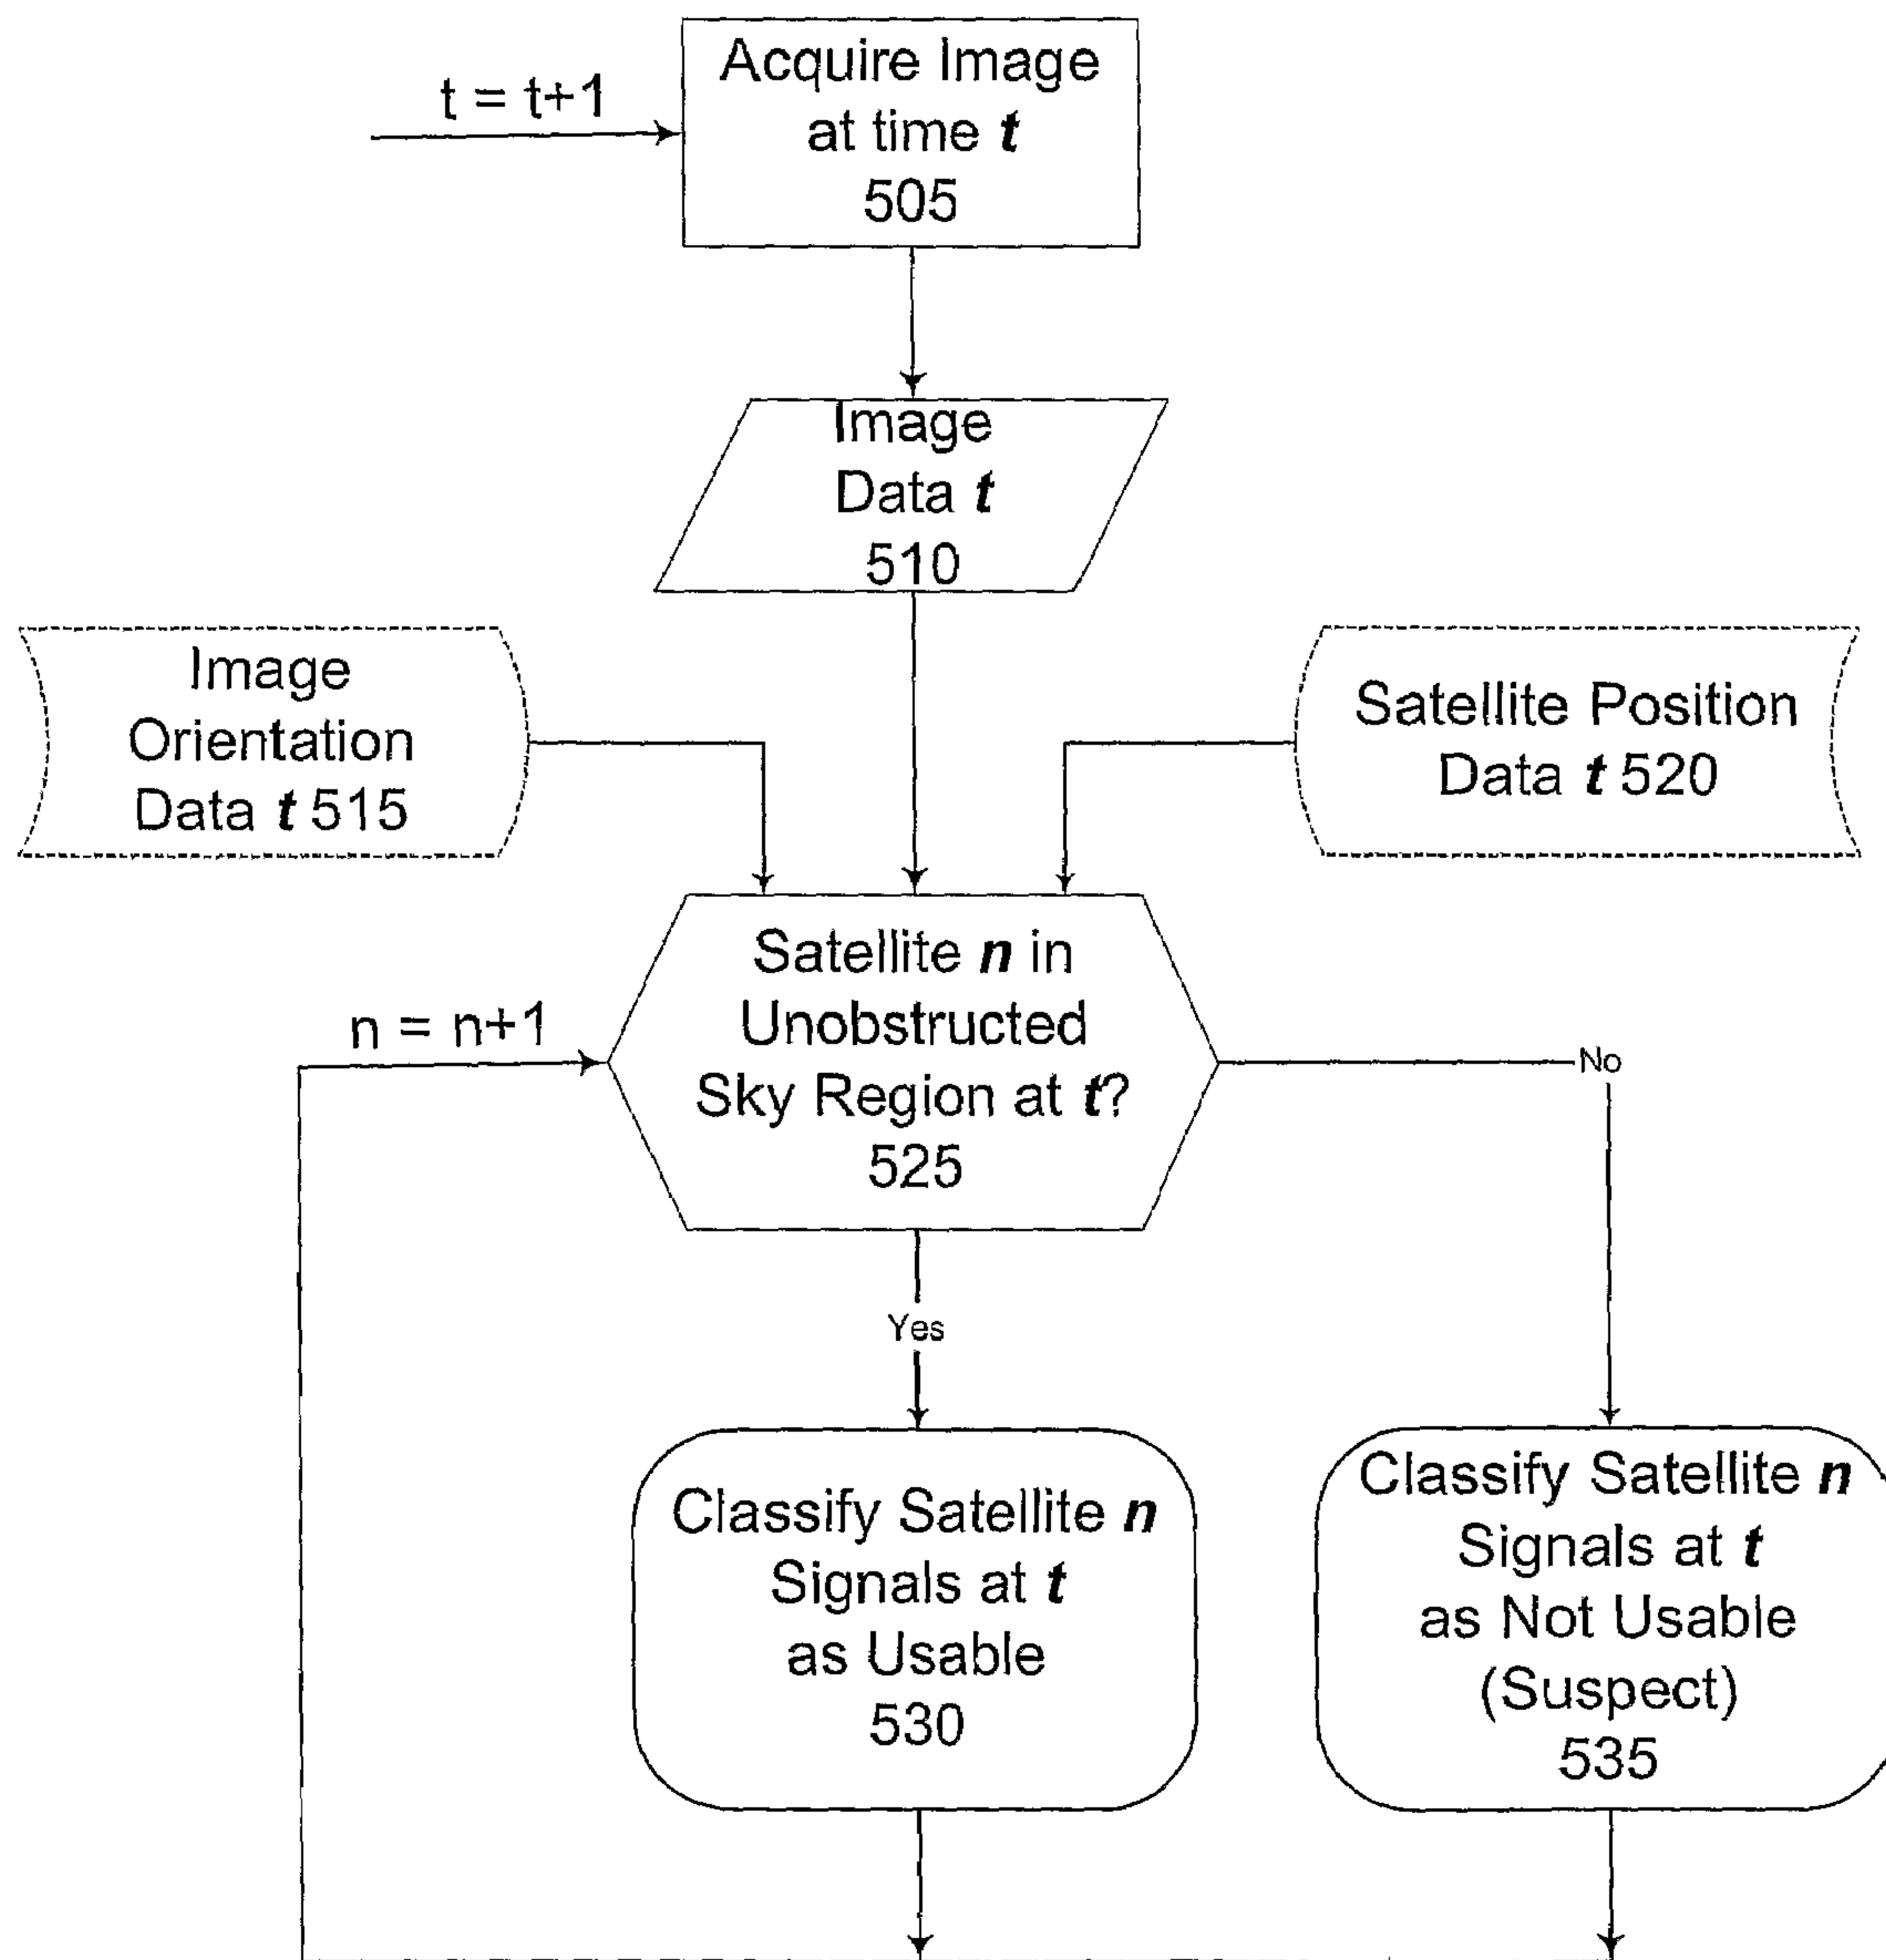 t = t+1
Acquire Image
at time t
505
Image
Data t
510
Image
Orientation
Data t 515
Satellite Position
Data t 520
n = n+1
Satellite n in
Unobstructed
Sky Region at t?
525
No
Yes
Classify Satellite n
Signals at t
as Usable
530
Classify Satellite n
Signals at t
as Not Usable
(Suspect)
535